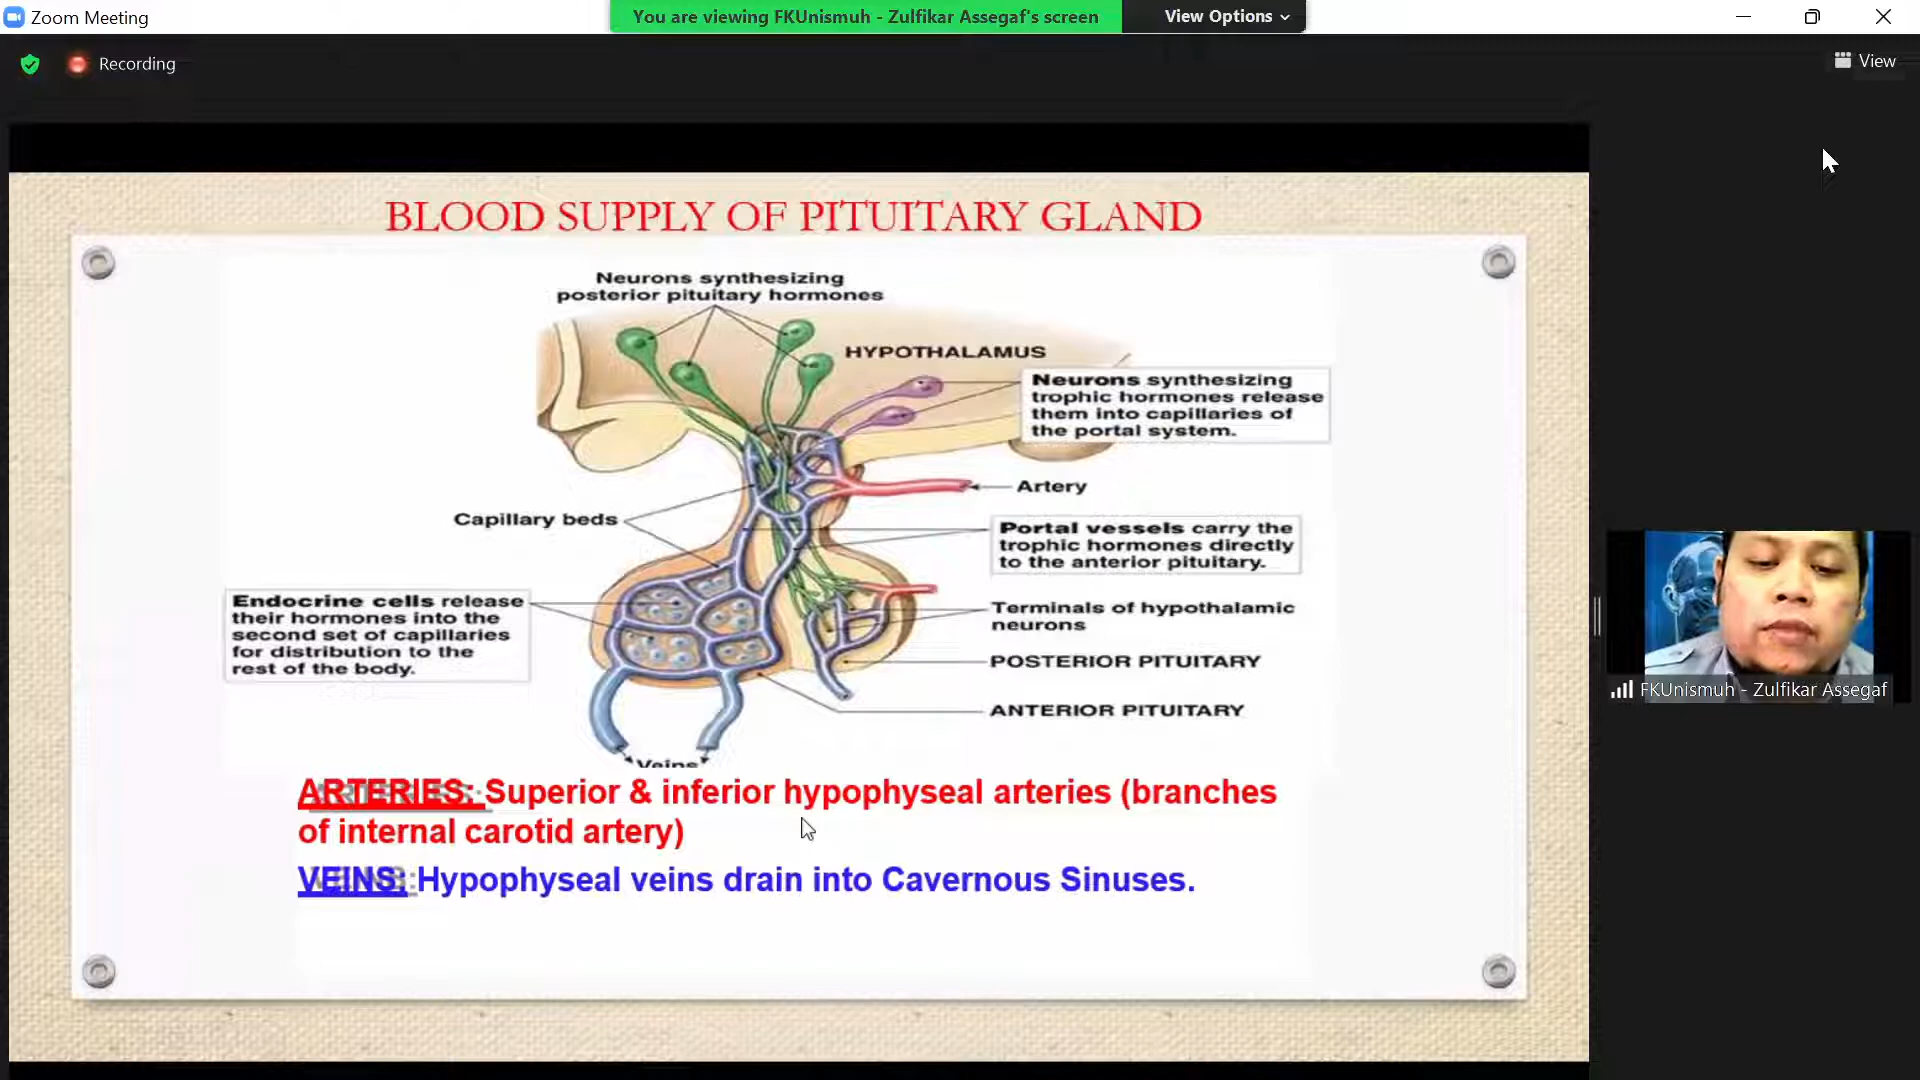 Zoom Meeting
You are viewing FKUnismuh - Zulfikar Assegaf's screen
View Options
Recording
View
BLOOD SUPPLY OF PITUITARY GLAND
Neurons synthesizing
posterior pituitary hormones
HYPOTHALAMUS
Neurons synthesizing
trophic hormones release
them into capillaries of
the portal system.
Artery
Capillary beds
Portal vessels carry the
trophic hormones directly
to the anterior pituitary.
Endocrine cells release
their hormones into the
second set of capillaries
for distribution to the
rest of the body.
Terminals of hypothalamic
neurons
POSTERIOR PITUITARY
ANTERIOR PITUITARY
Veins
ARTERIES: Superior & inferior hypophyseal arteries (branches
of internal carotid artery)
VEINS: Hypophyseal veins drain into Cavernous Sinuses.
FKUnismuh - Zulfikar Assegaf